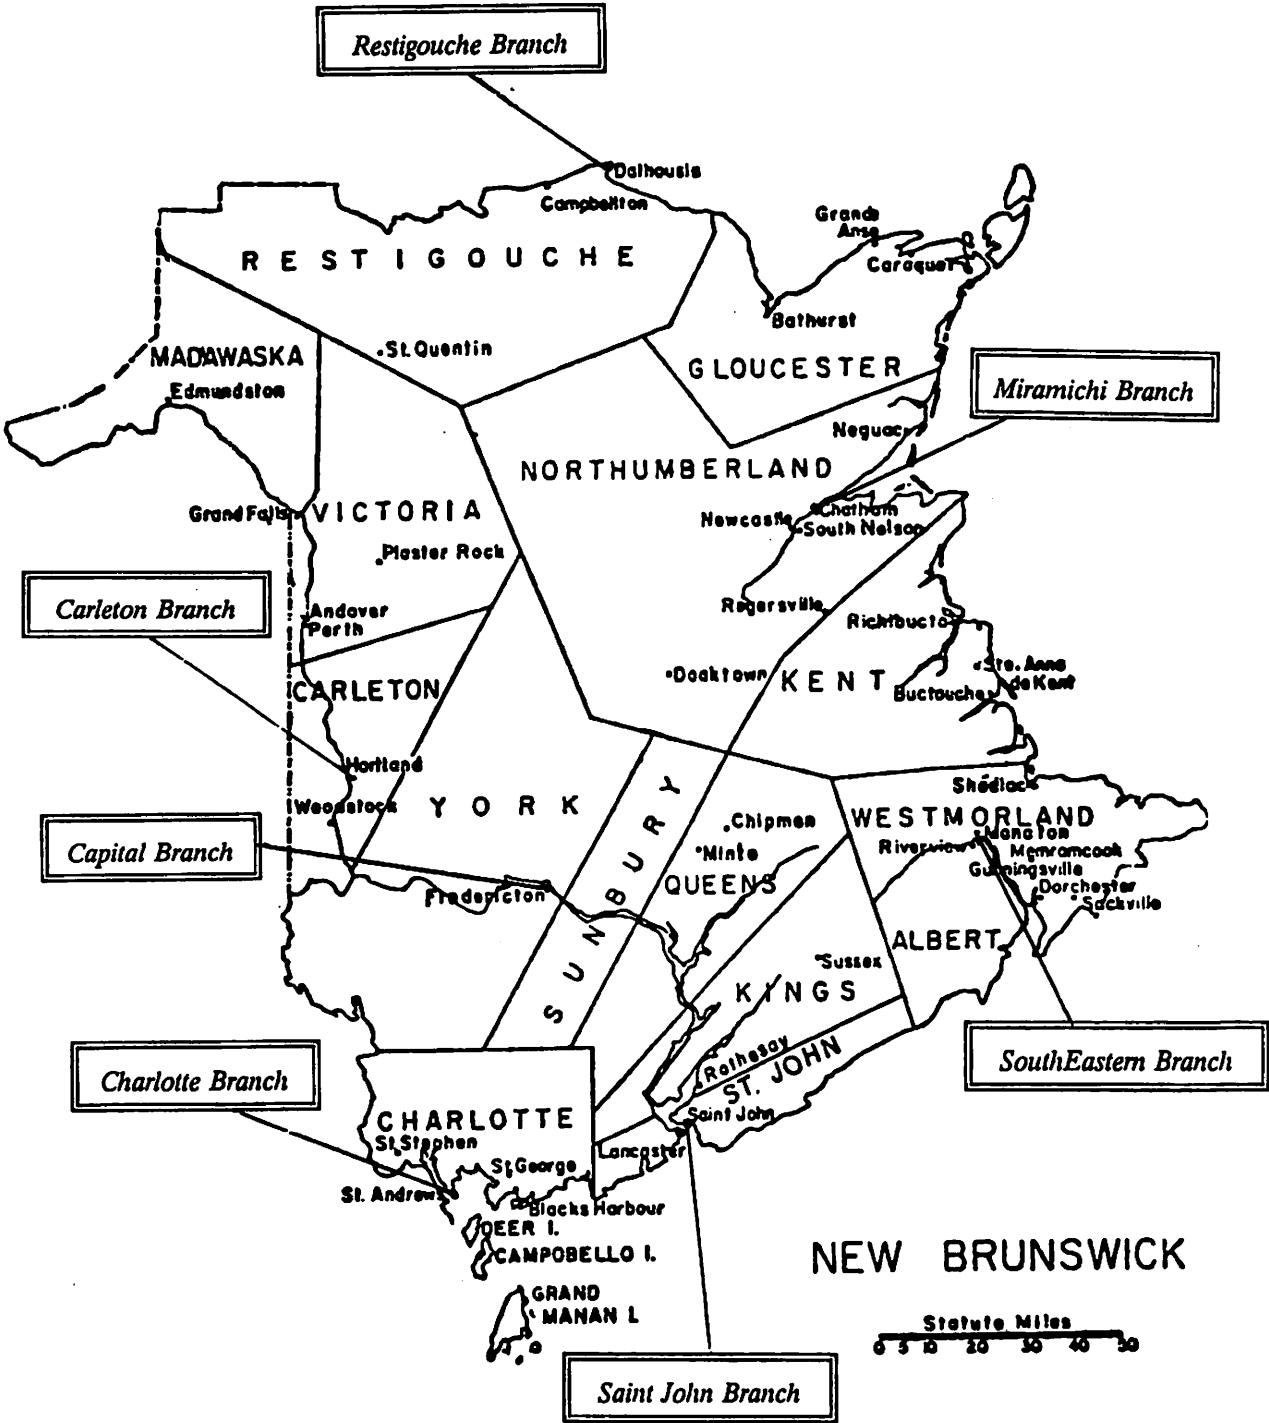 Restigouche Branch
Dalhousie
Campbellton
Grande
Anse
Caraquet
RESTIGOUCHE
Bathurst
St. Quentin
MADAWASKA
GLOUCESTER
Edmundston
Miramichi Branch
Neguac
NORTHUMBERLAND
Grand Falls
VICTORIA
Chatham
Newcastle
South Nelson
Plaster Rock
Carleton Branch
Andover
Perth
Rogersville
Richibucto
Ste. Anne
de Kent
Doaktown
KENT
CARLETON
Buctouche
Hartland
Shediac
Woodstock
YORK
SUNBURY
Chipman
WESTMORLAND
Moncton
Riverview
Memramcook
Capital Branch
Minto
Gunningsville
QUEENS
Dorchester
Fredericton
Sackville
ALBERT
Sussex
KINGS
Rothesay
ST. JOHN
SouthEastern Branch
Charlotte Branch
CHARLOTTE
Saint John
St. Stephen
Lancaster
St. George
St. Andrews
Blacks Harbour
DEER I.
CAMPOBELLO I.
NEW BRUNSWICK
GRAND
MANAN I.
Statute Miles
0 5 10 20 30 40 50
Saint John Branch